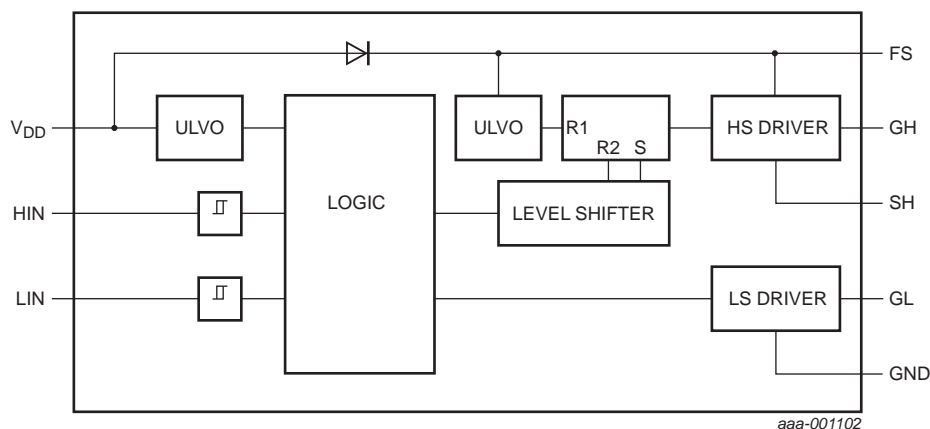 FS
V_DD
ULVO
ULVO
R1
R2 S
HS DRIVER
GH
HIN
LOGIC
LEVEL SHIFTER
SH
LIN
LS DRIVER
GL
GND
aaa-001102